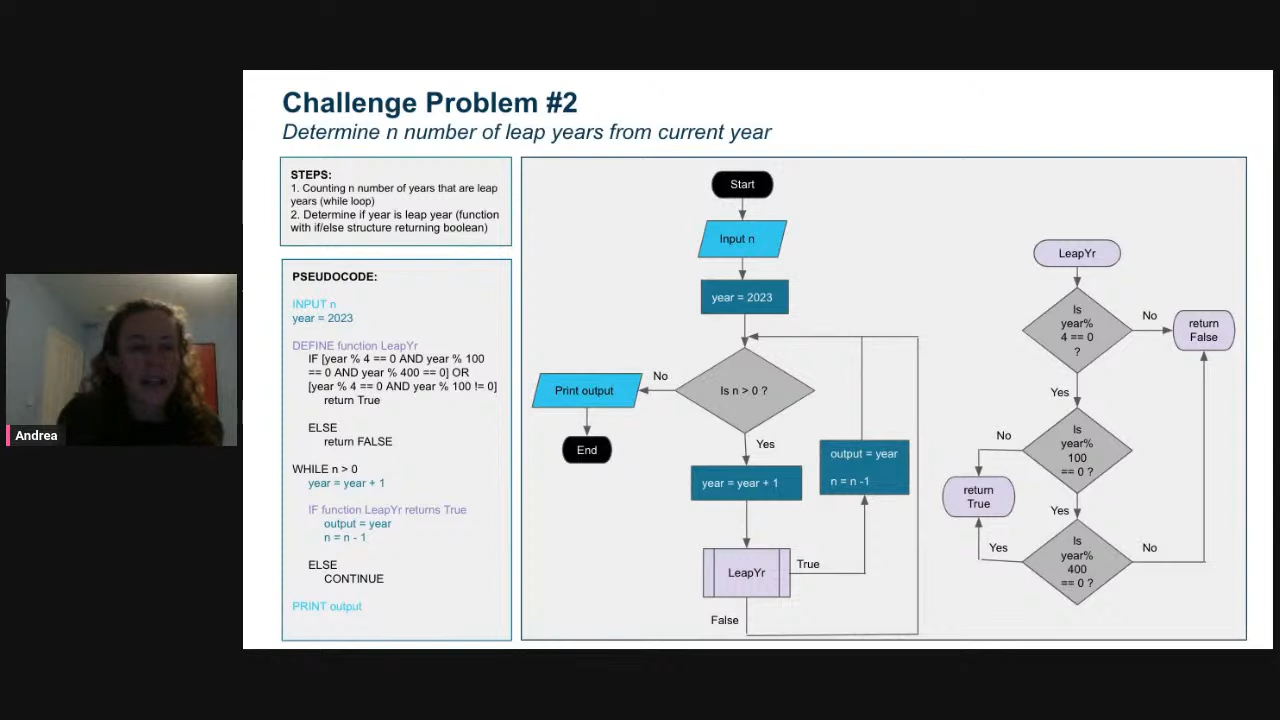 Challenge Problem #2
Determine n number of leap years from current year
STEPS:
1. Counting n number of years that are leap
years (while loop)
2. Determine if year is leap year (function
with if/else structure returning boolean)
PSEUDOCODE:
INPUT n
year = 2023
DEFINE function LeapYr
IF [year % 4 == 0 AND year % 100
== 0 AND year % 400 == 0] OR
[year % 4 == 0 AND year % 100 != 0]
return True
ELSE
return FALSE
WHILE n > 0
year = year + 1
IF function LeapYr returns True
output = year
n = n - 1
ELSE
CONTINUE
PRINT output
Start
Input n
year = 2023
Is n > 0 ?
No
Print output
End
Yes
year = year + 1
LeapYr
True
output = year
n = n -1
False
LeapYr
Is
year%
4 == 0
?
No
return
False
Yes
Is
year%
100
== 0 ?
No
return
True
Yes
Is
year%
400
== 0 ?
Yes
No
Andrea